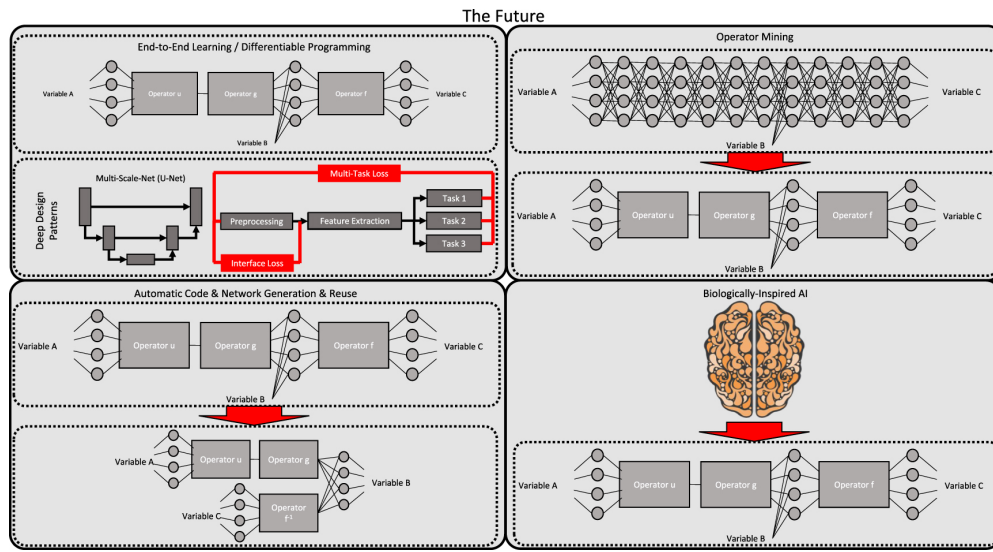 The Future
End-to-End Learning / Differentiable Programming
Variable A
Operator u
Operator g
Operator f
Variable C
Variable B
Deep Design
Patterns
Multi-Scale-Net (U-Net)
Multi-Task Loss
Preprocessing
Feature Extraction
Task 1
Task 2
Task 3
Interface Loss
Operator Mining
Variable A
Variable C
Variable B
Variable A
Operator u
Operator g
Operator f
Variable C
Variable B
Automatic Code & Network Generation & Reuse
Variable A
Operator u
Operator g
Operator f
Variable C
Variable B
Variable A
Operator u
Operator g
Variable B
Variable C
Operator
f⁻¹
Biologically-Inspired AI
Variable A
Operator u
Operator g
Operator f
Variable C
Variable B